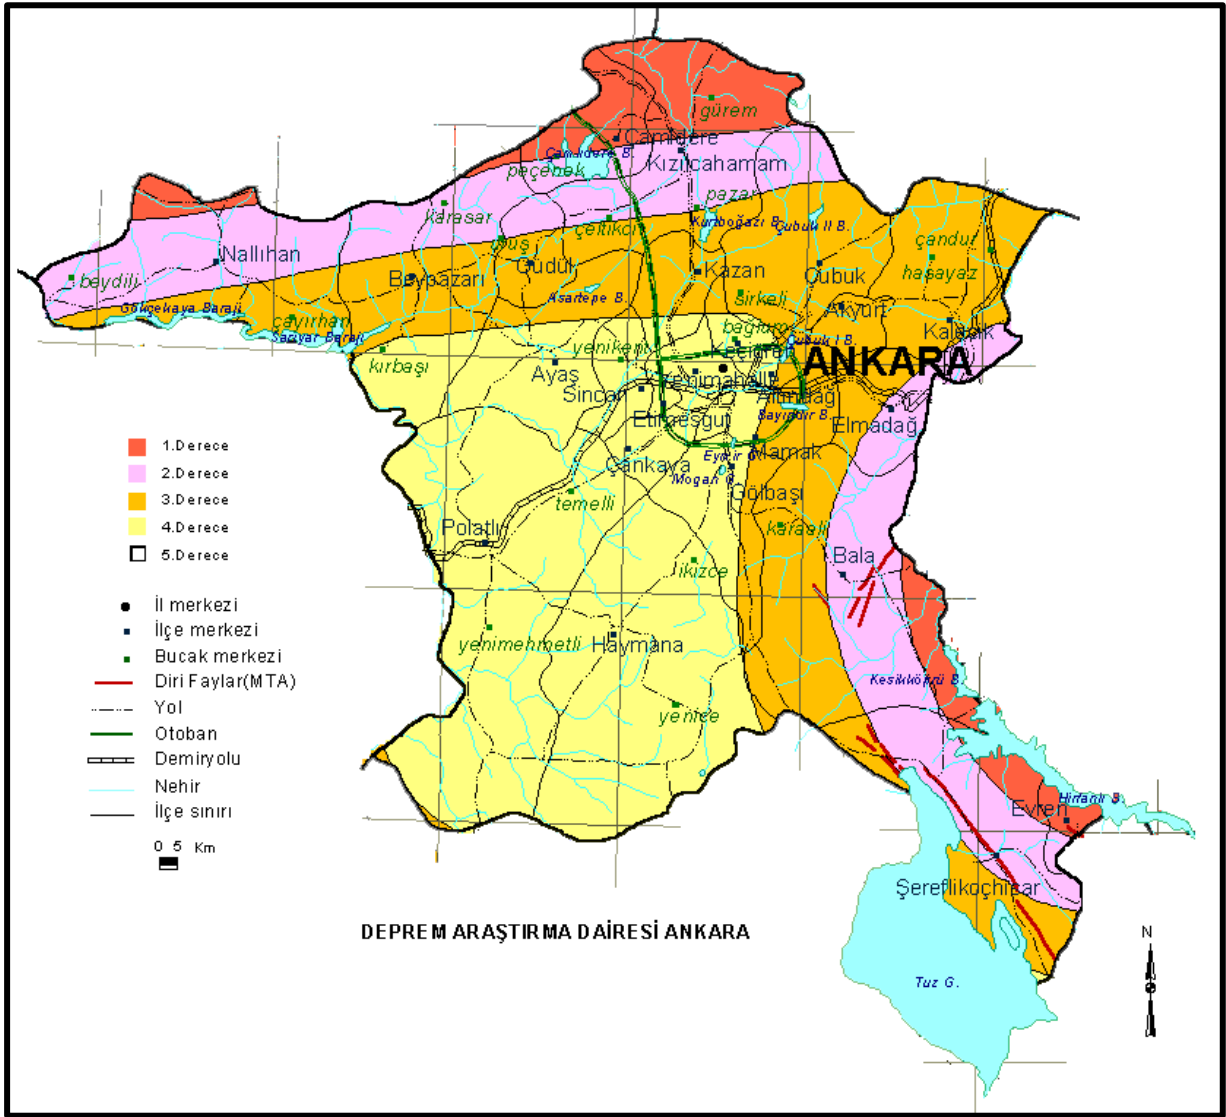 gürem
Çamlıdere
Çamlıdere B.
Kızılcahamam
peçenek
pazar
karasar
Kurtboğazı B.
Çubuk II B.
çeltikci
uruş
çandır
Nallıhan
Güdül
Kazan
Çubuk
hasayaz
beydili
Beypazarı
Asartepe B.
sirkeli
Akyurt
Gökçekaya Barajı
çayırhan
bağlum
Kalecik
Sarıyar Barajı
Çubuk I B.
yenikent
Keçiören
ANKARA
kırbaşı
Ayaş
Yenimahalle
Sincan
Altındağ
Etimesgut
Bayındır B.
Elmadağ
1.Derece
2.Derece
3.Derece
4.Derece
5.Derece
Eymir G.
Mamak
Çankaya
Mogan G.
Gölbaşı
temelli
Polatlı
karaali
Bala
ikizce
İl merkezi
İlçe merkezi
Bucak merkezi
Diri Faylar(MTA)
Yol
Otoban
Demiryolu
Nehir
İlçe sınırı
0 5 Km
yenimehmetli
Haymana
Kesikköprü B.
yenice
Hirfanlı B.
Evren
Şereflikoçhisar
DEPREM ARAŞTIRMA DAİRESİ ANKARA
N
Tuz G.